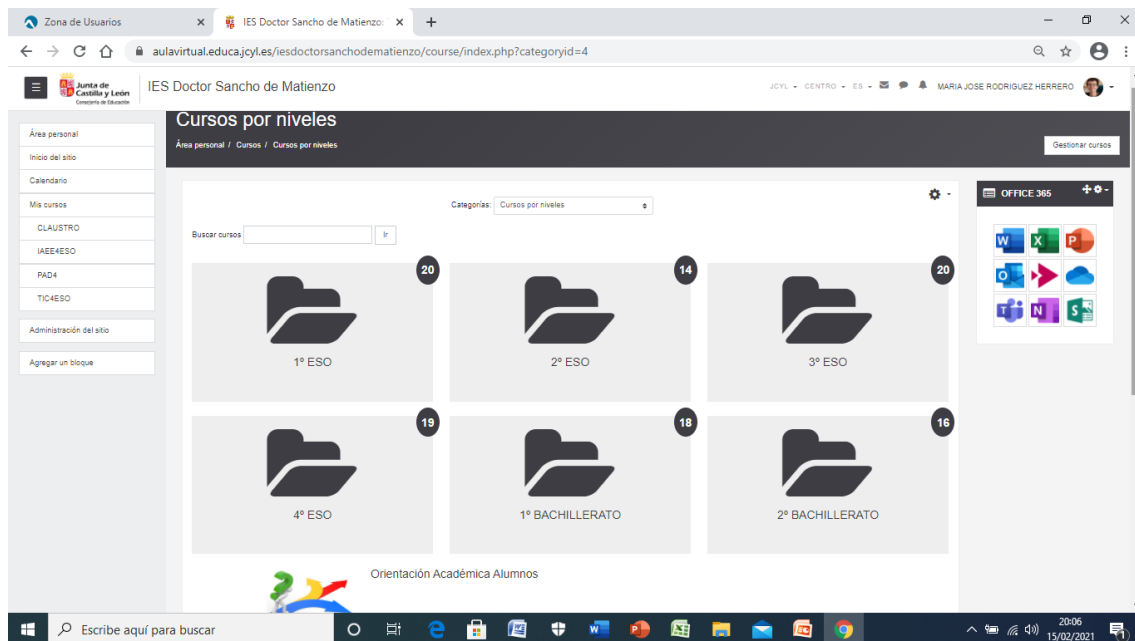 Zona de Usuarios
IES Doctor Sancho de Matienzo:
aulavirtual.educa.jcyl.es/iesdoctorsanchodematienzo/course/index.php?categoryid=4
Junta de
Castilla y León
Consejería de Educación
IES Doctor Sancho de Matienzo
JCYL CENTRO ES MARIA JOSE RODRIGUEZ HERRERO
Cursos por niveles
Área personal / Cursos / Cursos por niveles
Gestionar cursos
Área personal
Inicio del sitio
Calendario
Mis cursos
CLAUSTRO
IAEE4ESO
PAD4
TIC4ESO
Administración del sitio
Agregar un bloque
Categorías: Cursos por niveles
Buscar cursos Ir
20
1º ESO
14
2º ESO
20
3º ESO
19
4º ESO
18
1º BACHILLERATO
16
2º BACHILLERATO
Orientación Académica Alumnos
OFFICE 365
Escribe aquí para buscar
20:06
15/02/2021